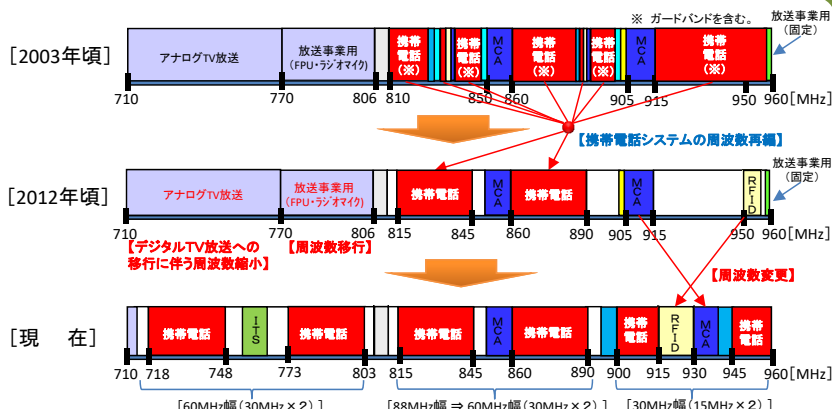 ※ ガードバンドを含む。
放送事業用
(固定)
[2003年頃]
アナログTV放送
放送事業用
(FPU・ラジオマイク)
携帯
電話
(※)
携帯
電話
(※)
MCA
携帯
電話
(※)
携帯
電話
(※)
MCA
携帯
電話
(※)
710 770 806 810 850 860 905 915 950 960[MHz]
【携帯電話システムの周波数再編】
放送事業用
(固定)
[2012年頃]
アナログTV放送
放送事業用
(FPU・ラジオマイク)
携帯電話
MCA
携帯電話
MCA
RFID
710 770 806 815 845 860 890 905 915 950 960[MHz]
【デジタルTV放送への
移行に伴う周波数縮小】
【周波数移行】
【周波数変更】
[現 在]
携帯電話
ITS
携帯電話
携帯電話
MCA
携帯電話
携帯
電話
RFID
MCA
携帯
電話
710 718 748 773 803 815 845 860 890 900 915 930 945 960[MHz]
[60MHz幅(30MHz×2)]
[88MHz幅 ⇒ 60MHz幅(30MHz×2)]
[30MHz幅(15MHz×2)]